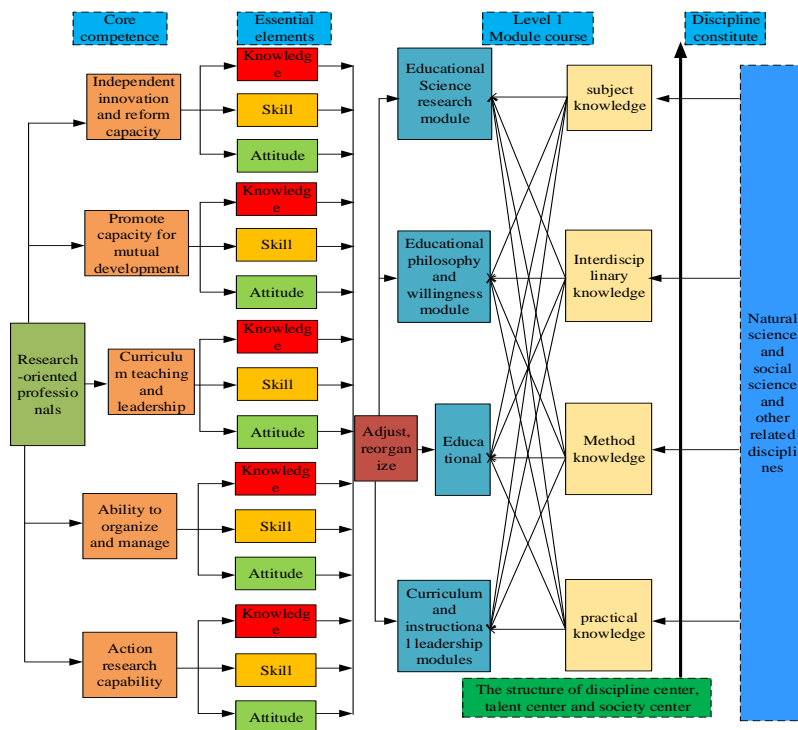 Core
competence
Essential
elements
Level 1
Module course
Discipline
constitute
Independent
innovation
and reform
capacity
Knowledg
e
Skill
Attitude
Promote
capacity for
mutual
development
Knowledg
e
Skill
Attitude
Research
-oriented
professio
nals
Curriculu
m teaching
and
leadership
Knowledg
e
Skill
Attitude
Ability to
organize
and manage
Knowledg
e
Skill
Attitude
Action
research
capability
Knowledg
e
Skill
Attitude
Adjust,
reorgan
ize
Educational
Science
research
module
Educational
philosophy
and
willingness
module
Educa
tional
Curriculum
and
instructiona
l leadership
modules
subject
knowledge
Interdiscip
linary
knowledge
Method
knowledge
practical
knowledge
The structure of discipline center,
talent center and society center
Natural
science
and
social
science
and
other
related
discipli
nes